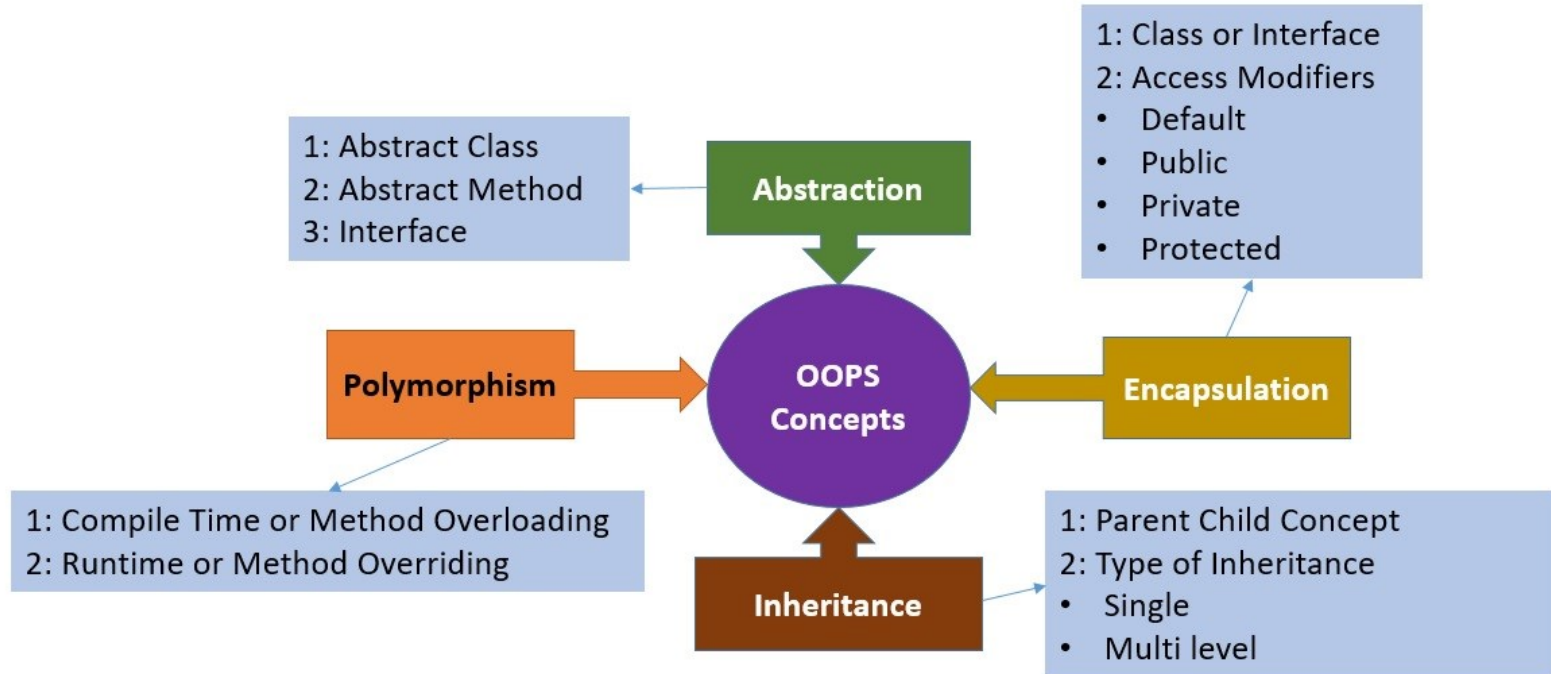 1: Class or Interface
2: Access Modifiers
• Default
• Public
• Private
• Protected
1: Abstract Class
2: Abstract Method
3: Interface
Abstraction
Polymorphism
OOPS
Concepts
Encapsulation
1: Compile Time or Method Overloading
2: Runtime or Method Overriding
Inheritance
1: Parent Child Concept
2: Type of Inheritance
• Single
• Multi level